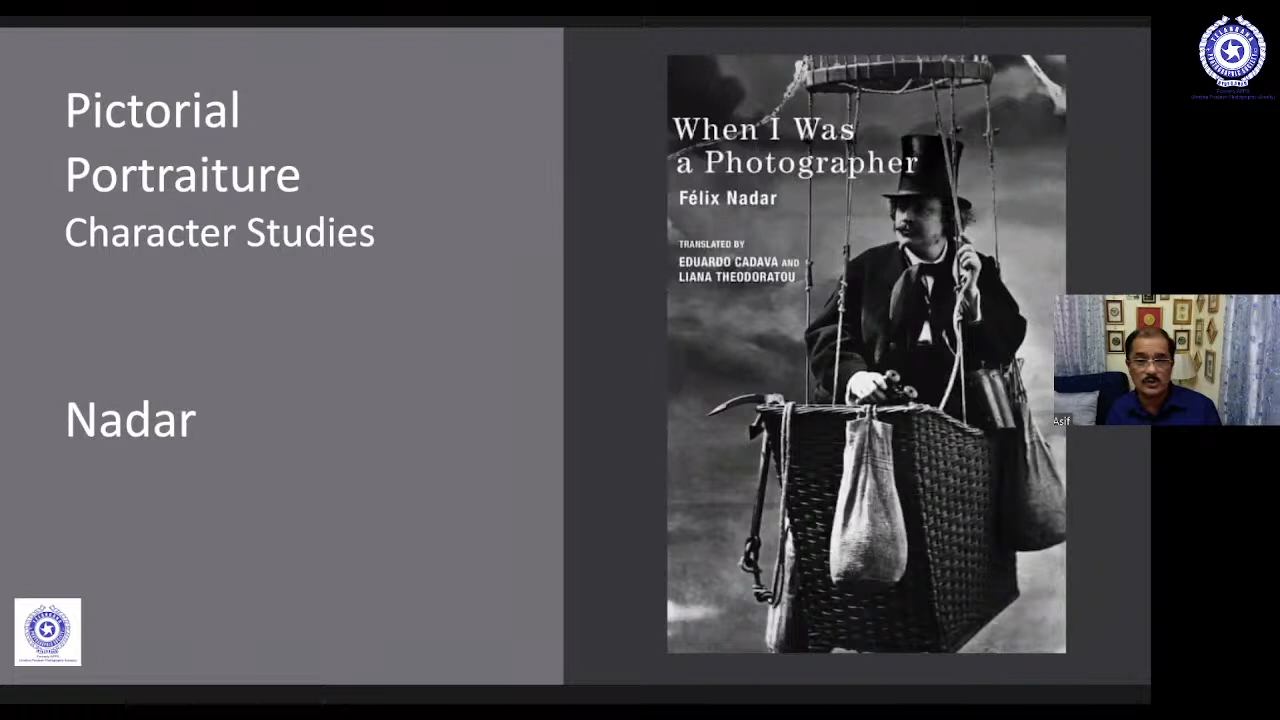 Pictorial
Portraiture
Character Studies
Nadar
When I Was
a Photographer
Félix Nadar
TRANSLATED BY
EDUARDO CADAVA AND
LIANA THEODORATOU
Asif